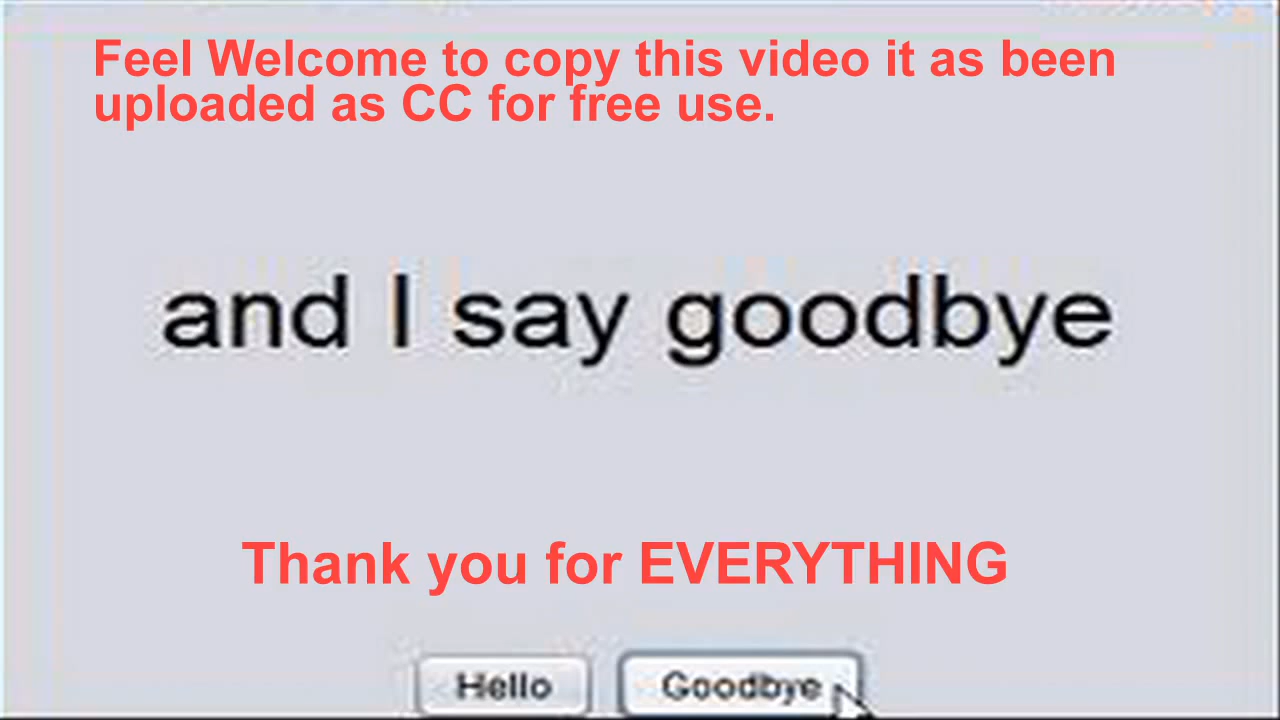 Feel Welcome to copy this video it as been
uploaded as CC for free use.
and I say goodbye
Thank you for EVERYTHING
Hello Goodbye